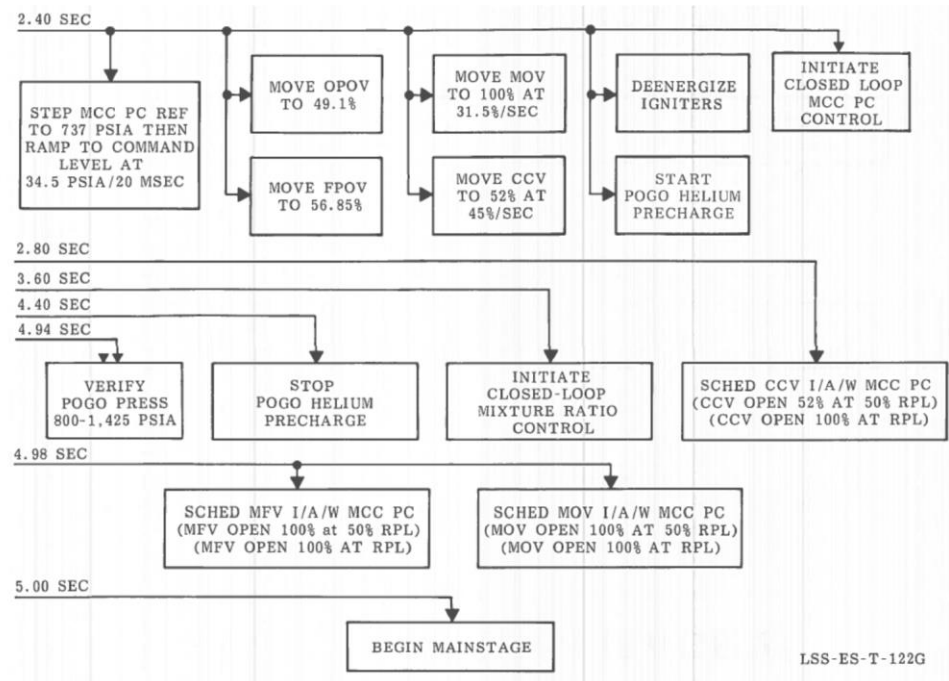 2.40 SEC
STEP MCC PC REF
TO 737 PSIA THEN
RAMP TO COMMAND
LEVEL AT
34.5 PSIA/20 MSEC
MOVE OPOV
TO 49.1%
MOVE FPOV
TO 56.85%
MOVE MOV
TO 100% AT
31.5%/SEC
MOVE CCV
TO 52% AT
45%/SEC
DEENERGIZE
IGNITERS
START
POGO HELIUM
PRECHARGE
INITIATE
CLOSED LOOP
MCC PC
CONTROL
2.80 SEC
3.60 SEC
4.40 SEC
4.94 SEC
VERIFY
POGO PRESS
800-1,425 PSIA
STOP
POGO HELIUM
PRECHARGE
INITIATE
CLOSED-LOOP
MIXTURE RATIO
CONTROL
SCHED CCV I/A/W MCC PC
(CCV OPEN 52% AT 50% RPL)
(CCV OPEN 100% AT RPL)
4.98 SEC
SCHED MFV I/A/W MCC PC
(MFV OPEN 100% at 50% RPL)
(MFV OPEN 100% AT RPL)
SCHED MOV I/A/W MCC PC
(MOV OPEN 100% AT 50% RPL)
(MOV OPEN 100% AT RPL)
5.00 SEC
BEGIN MAINSTAGE
LSS-ES-T-122G